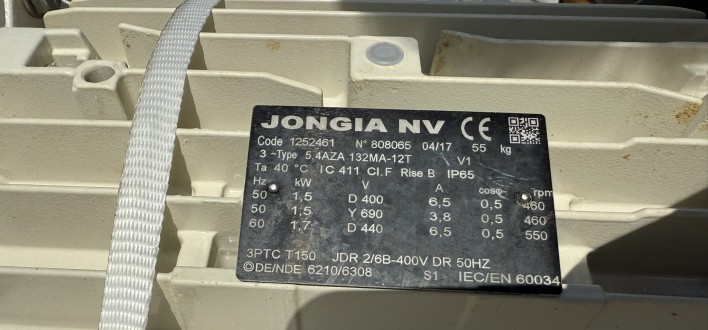 JONGIA NV CE
Code 1252461 N° 808065 04/17 55 kg
3 ~Type 5.4AZA 132MA-12T V1
Ta 40 °C IC 411 Cl.F Rise B IP65
Hz kW V A cosφ rpm
50 1,5 D 400 6,5 0,5 460
50 1,5 Y 690 3,8 0,5 460
60 1,7 D 440 6,5 0,5 550
3PTC T150 JDR 2/6B-400V DR 50HZ
©DE/NDE 6210/6308 S1 IEC/EN 60034